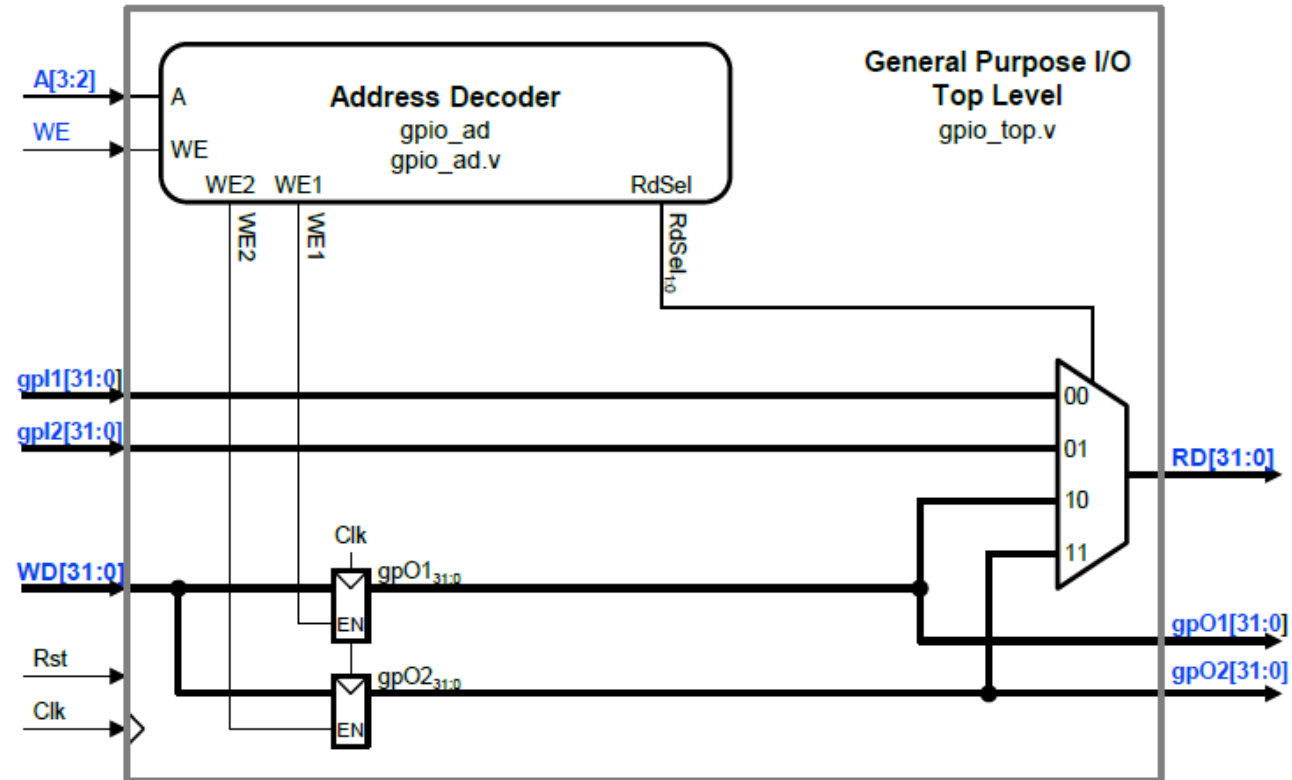 General Purpose I/O
Top Level
gpio_top.v
A[3:2]
WE
A
WE
Address Decoder
gpio_ad
gpio_ad.v
WE2 WE1
RdSel
WE2
WE1
RdSel1:0
gpI1[31:0]
gpI2[31:0]
00
01
10
11
RD[31:0]
Clk
WD[31:0]
gpO131:0
EN
gpO1[31:0]
Rst
gpO231:0
gpO2[31:0]
Clk
EN